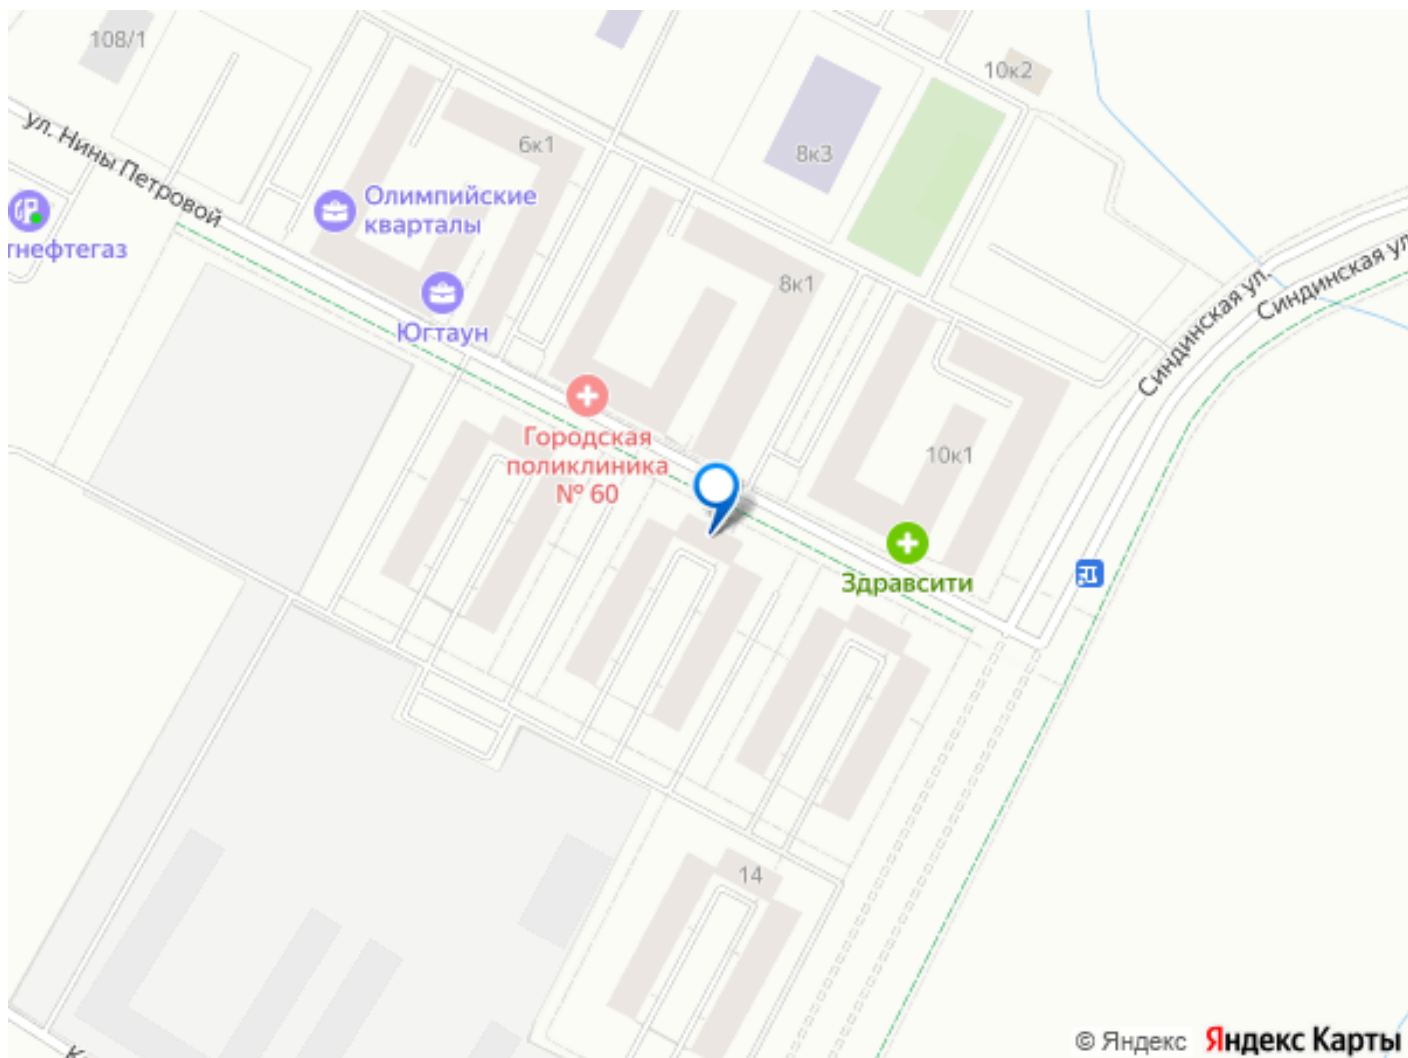 108/1
10к2
ул. Нины Петровой
6к1
8к3
Олимпийские
кварталы
гнефтегаз
8к1
Синдинская ул.
Синдинская ул
Югтаун
Городская
поликлиника
№ 60
10к1
Здравсити
14
© Яндекс Яндекс Карты